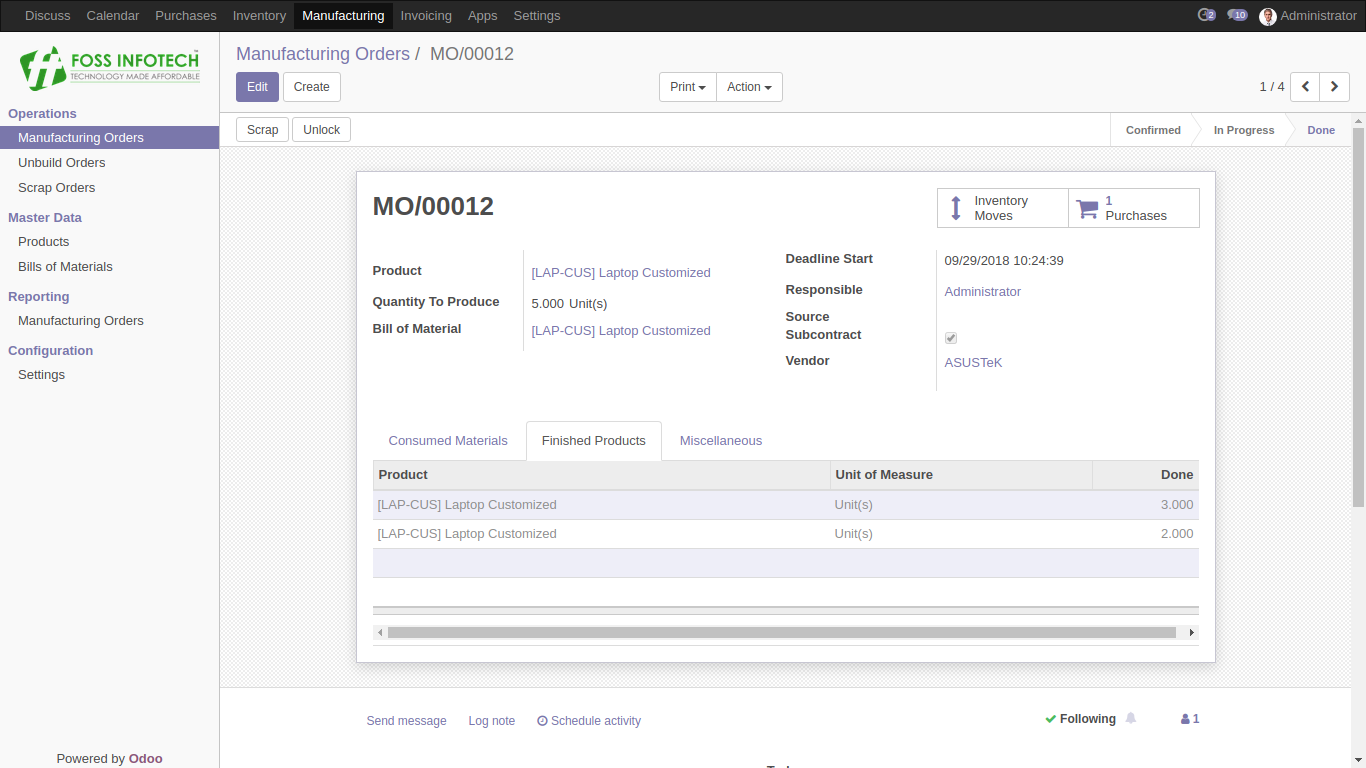 Discuss Calendar Purchases Inventory Manufacturing Invoicing Apps Settings 2 10 Administrator
FOSS INFOTECH
TECHNOLOGY MADE AFFORDABLE
Manufacturing Orders / MO/00012
Edit Create Print Action 1 / 4
Scrap Unlock Confirmed In Progress Done
Operations
Manufacturing Orders
Unbuild Orders
Scrap Orders
Master Data
Products
Bills of Materials
Reporting
Manufacturing Orders
Configuration
Settings
Powered by Odoo
MO/00012
Inventory Moves
1 Purchases
Product [LAP-CUS] Laptop Customized
Quantity To Produce 5.000 Unit(s)
Bill of Material [LAP-CUS] Laptop Customized
Deadline Start 09/29/2018 10:24:39
Responsible Administrator
Source
Subcontract
Vendor ASUSTeK
Consumed Materials Finished Products Miscellaneous
Product Unit of Measure Done
[LAP-CUS] Laptop Customized Unit(s) 3.000
[LAP-CUS] Laptop Customized Unit(s) 2.000
Send message Log note Schedule activity Following 1